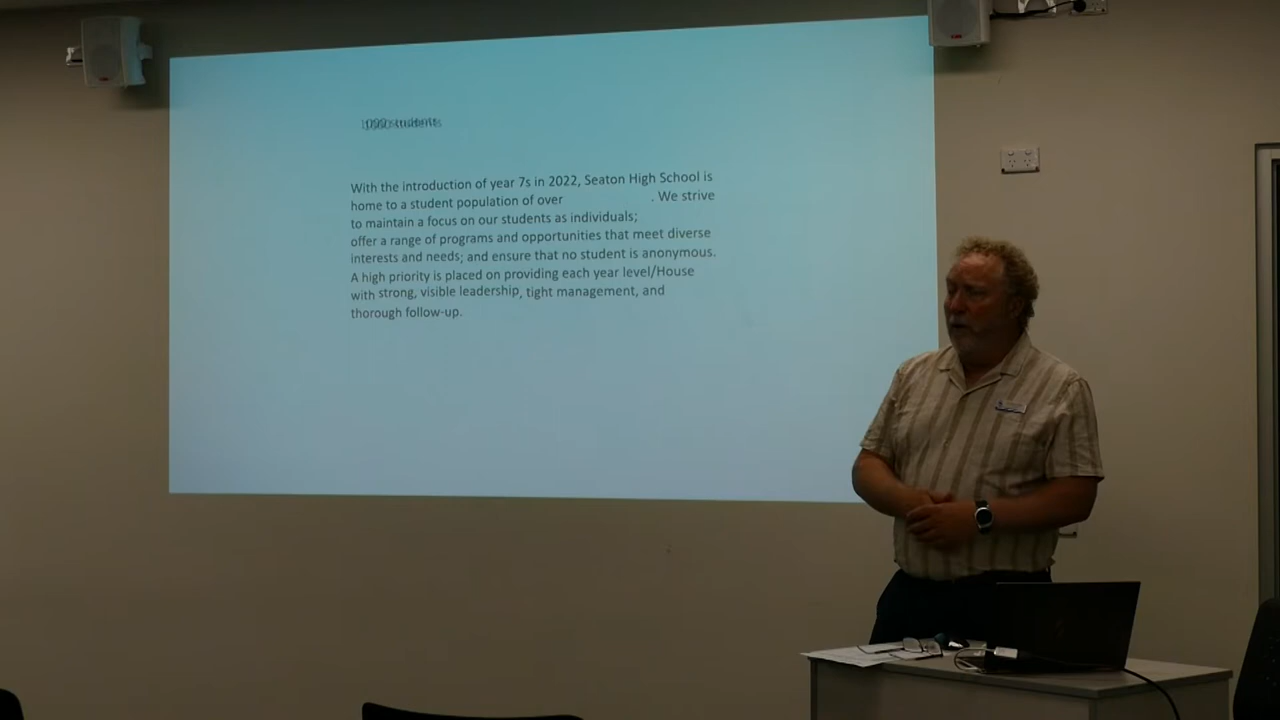 With the introduction of year 7s in 2022, Seaton High School is
home to a student population of over . We strive
to maintain a focus on our students as individuals;
offer a range of programs and opportunities that meet diverse
interests and needs; and ensure that no student is anonymous.
A high priority is placed on providing each year level/House
with strong, visible leadership, tight management, and
thorough follow-up.